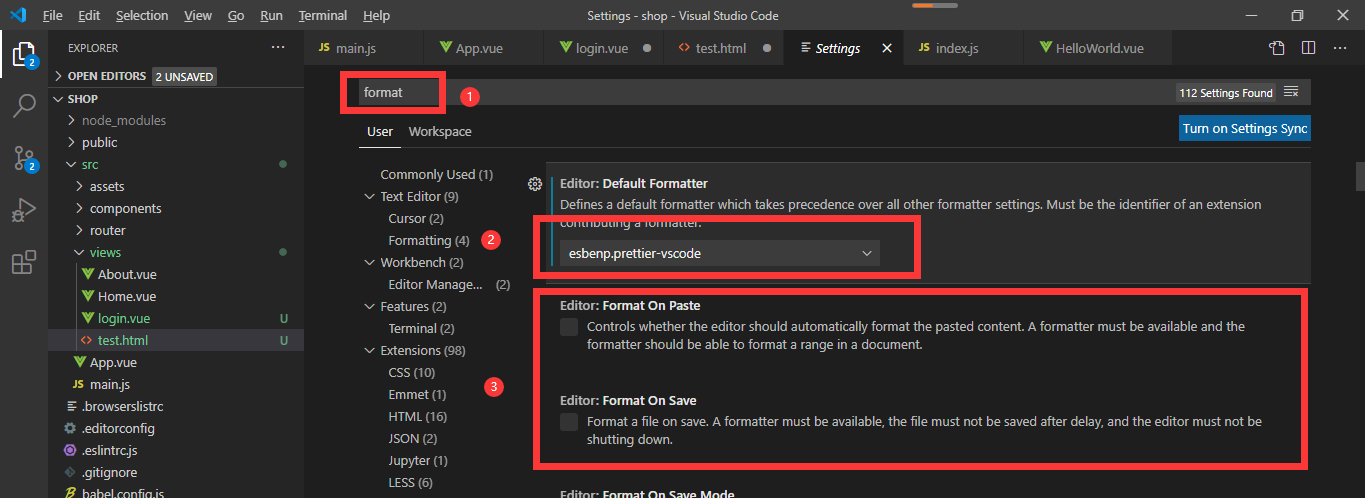 File Edit Selection View Go Run Terminal Help
Settings - shop - Visual Studio Code
EXPLORER
JS main.js
App.vue
login.vue
<> test.html
Settings
JS index.js
HelloWorld.vue
2
OPEN EDITORS 2 UNSAVED
SHOP
node_modules
public
src
assets
components
router
views
About.vue
Home.vue
login.vue U
<> test.html U
App.vue
JS main.js
.browserslistrc
.editorconfig
.eslintrc.js
.gitignore
babel.config.js
2
format
1
112 Settings Found
User Workspace
Turn on Settings Sync
Commonly Used (1)
Text Editor (9)
Cursor (2)
Formatting (4)
Workbench (2)
Editor Manage... (2)
Features (2)
Terminal (2)
Extensions (98)
CSS (10)
Emmet (1)
HTML (16)
JSON (2)
Jupyter (1)
LESS (6)
Editor: Default Formatter
Defines a default formatter which takes precedence over all other formatter settings. Must be the identifier of an extension
contributing a formatter.
2
esbenp.prettier-vscode
Editor: Format On Paste
Controls whether the editor should automatically format the pasted content. A formatter must be available and the
formatter should be able to format a range in a document.
3
Editor: Format On Save
Format a file on save. A formatter must be available, the file must not be saved after delay, and the editor must not be
shutting down.
Editor: Format On Save Mode